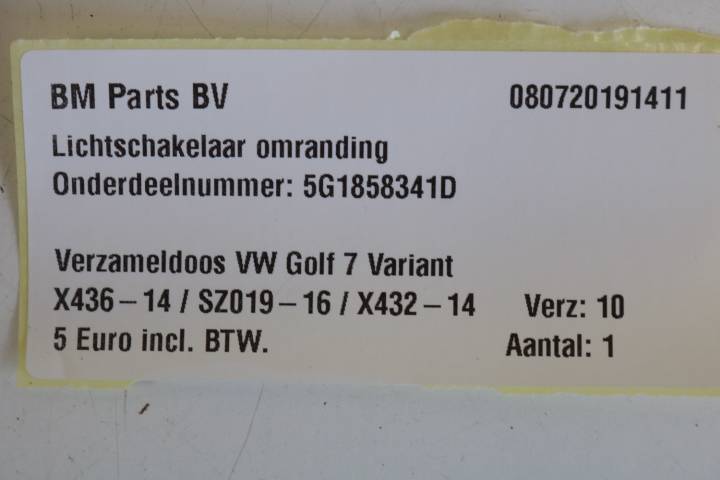 BM Parts BV 080720191411
Lichtschakelaar omranding
Onderdeelnummer: 5G1858341D
Verzameldoos VW Golf 7 Variant
X436-14 / SZ019-16 / X432-14 Verz: 10
5 Euro incl. BTW. Aantal: 1